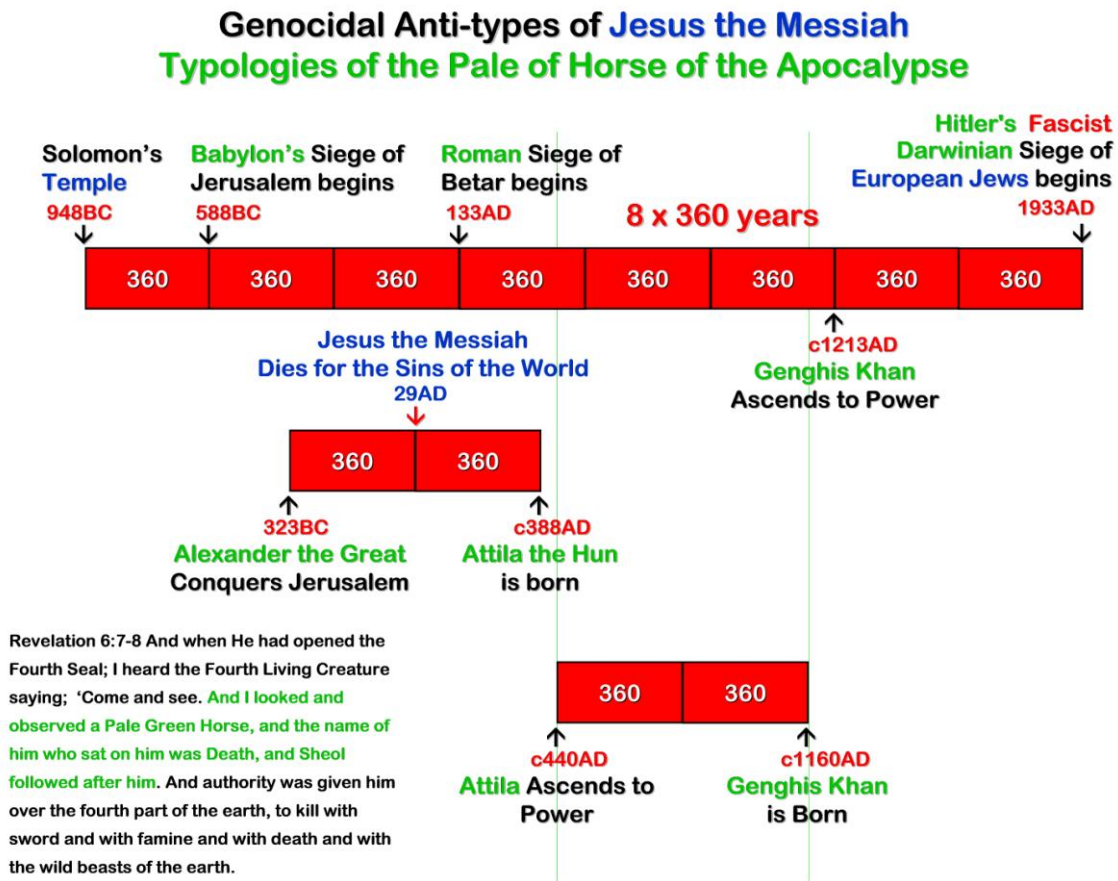 Genocidal Anti-types of Jesus the Messiah
Typologies of the Pale of Horse of the Apocalypse
Solomon's
Temple
948BC
Babylon's Siege of
Jerusalem begins
588BC
Roman Siege of
Betar begins
133AD
8 x 360 years
Hitler's Fascist
Darwinian Siege of
European Jews begins
1933AD
360 360 360 360 360 360 360 360
c1213AD
Genghis Khan
Ascends to Power
Jesus the Messiah
Dies for the Sins of the World
29AD
360 360
323BC
Alexander the Great
Conquers Jerusalem
c388AD
Attila the Hun
is born
Revelation 6:7-8 And when He had opened the
Fourth Seal; I heard the Fourth Living Creature
saying; ‘Come and see. And I looked and
observed a Pale Green Horse, and the name of
him who sat on him was Death, and Sheol
followed after him. And authority was given him
over the fourth part of the earth, to kill with
sword and with famine and with death and with
the wild beasts of the earth.
360 360
c440AD
Attila Ascends to
Power
c1160AD
Genghis Khan
is Born